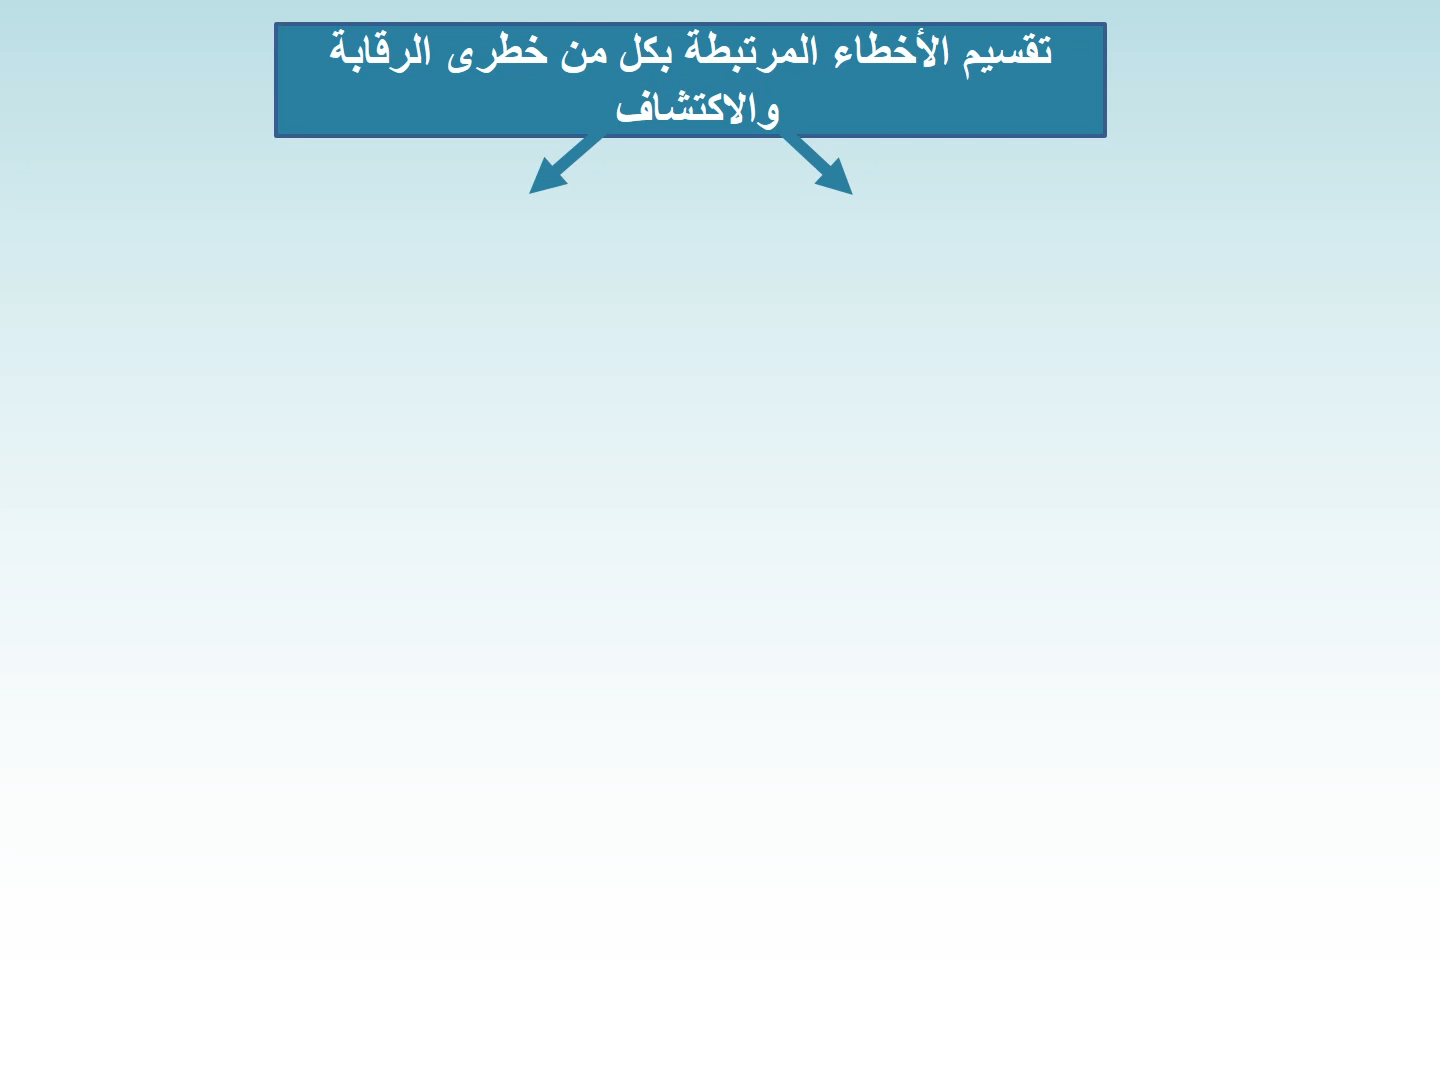 تقسيم الأخطاء المرتبطة بكل من خطرى الرقابة
والاكتشاف